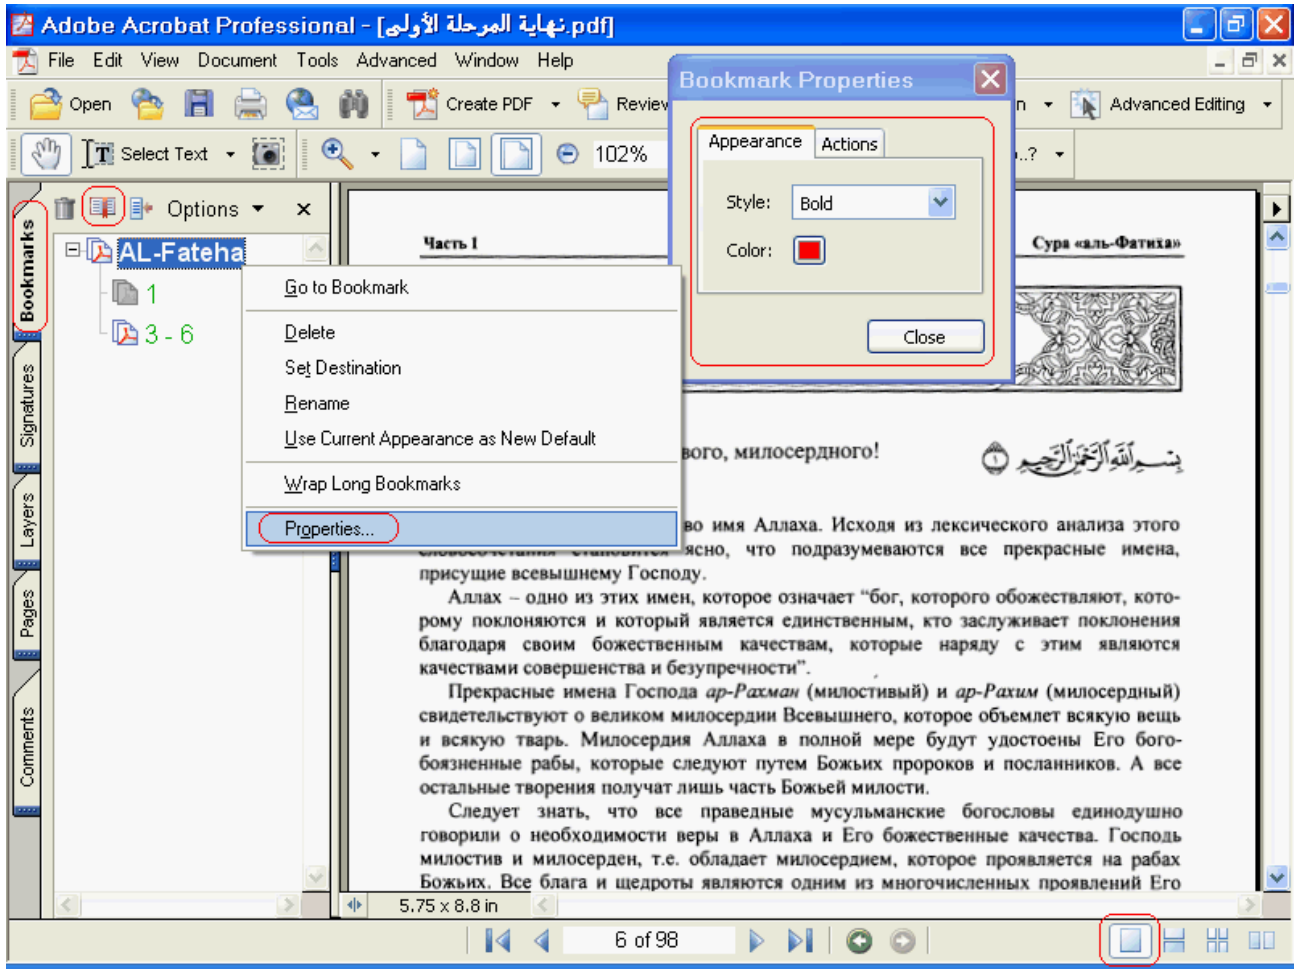 Adobe Acrobat Professional - [نهاية المرحلة الأولى.pdf]
File Edit View Document Tools Advanced Window Help
Open Create PDF Review n Advanced Editing
Select Text 102% ..?
Bookmark Properties
Appearance Actions
Style: Bold
Color:
Close
Bookmarks
Signatures
Layers
Pages
Comments
Options
AL-Fateha
1
3 - 6
Go to Bookmark
Delete
Set Destination
Rename
Use Current Appearance as New Default
Wrap Long Bookmarks
Properties...
Часть 1 Сура «аль-Фатиха»
вого, милосердного! بِسْمِ ٱللَّهِ ٱلرَّحْمَٰنِ ٱلرَّحِيمِ ١
во имя Аллаха. Исходя из лексического анализа этого
словосочетания становится ясно, что подразумеваются все прекрасные имена,
присущие всевышнему Господу.
Аллах – одно из этих имен, которое означает “бог, которого обожествляют, кото-
рому поклоняются и который является единственным, кто заслуживает поклонения
благодаря своим божественным качествам, которые наряду с этим являются
качествами совершенства и безупречности”.
Прекрасные имена Господа ар-Рахман (милостивый) и ар-Рахим (милосердный)
свидетельствуют о великом милосердии Всевышнего, которое объемлет всякую вещь
и всякую тварь. Милосердия Аллаха в полной мере будут удостоены Его бого-
боязненные рабы, которые следуют путем Божьих пророков и посланников. А все
остальные творения получат лишь часть Божьей милости.
Следует знать, что все праведные мусульманские богословы единодушно
говорили о необходимости веры в Аллаха и Его божественные качества. Господь
милостив и милосерден, т.е. обладает милосердием, которое проявляется на рабах
Божьих. Все блага и щедроты являются одним из многочисленных проявлений Его
5.75 x 8.8 in
6 of 98